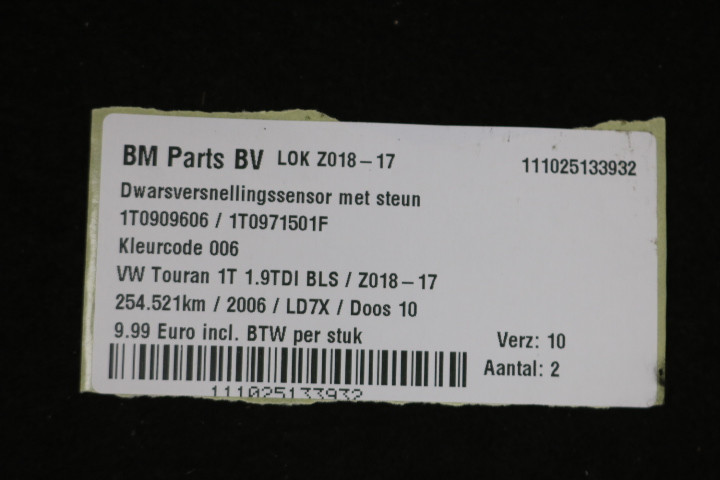 BM Parts BV LOK Z018-17 111025133932
Dwarsversnellingssensor met steun
1T0909606 / 1T0971501F
Kleurcode 006
VW Touran 1T 1.9TDI BLS / Z018-17
254.521km / 2006 / LD7X / Doos 10
9.99 Euro incl. BTW per stuk
Verz: 10
Aantal: 2
111025133932